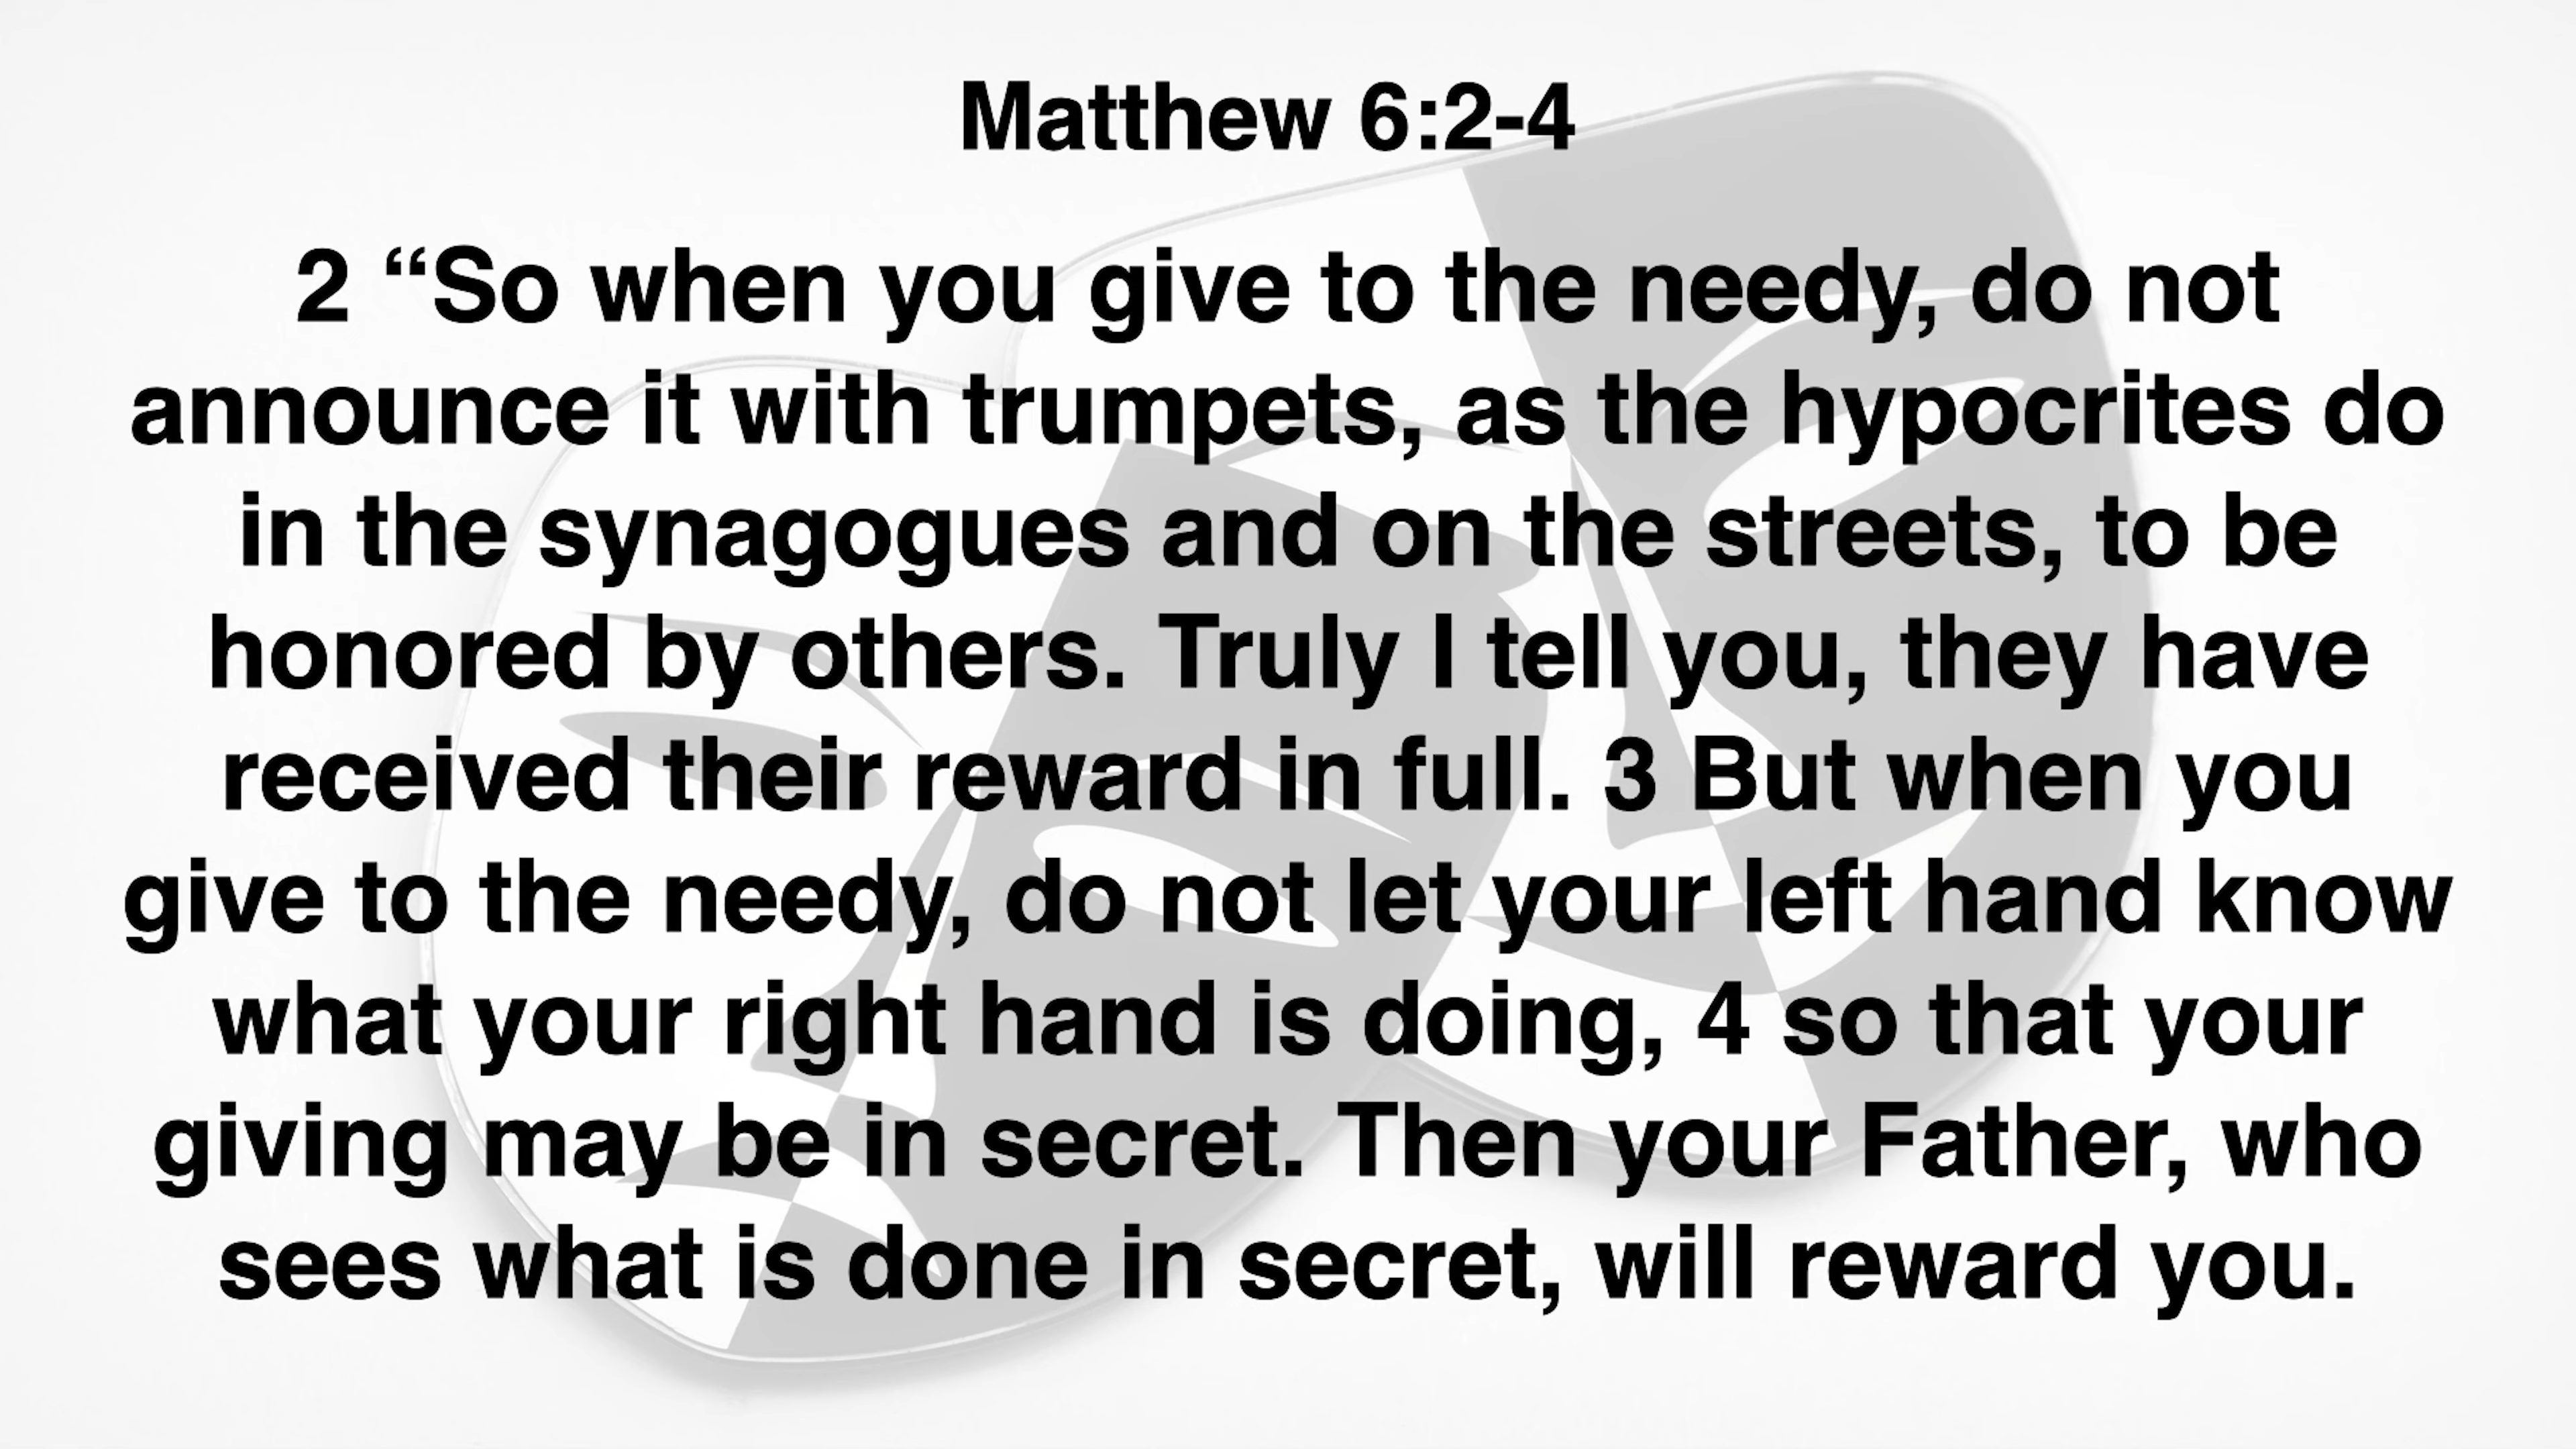 Matthew 6:2-4
2 “So when you give to the needy, do not
announce it with trumpets, as the hypocrites do
in the synagogues and on the streets, to be
honored by others. Truly I tell you, they have
received their reward in full. 3 But when you
give to the needy, do not let your left hand know
what your right hand is doing, 4 so that your
giving may be in secret. Then your Father, who
sees what is done in secret, will reward you.